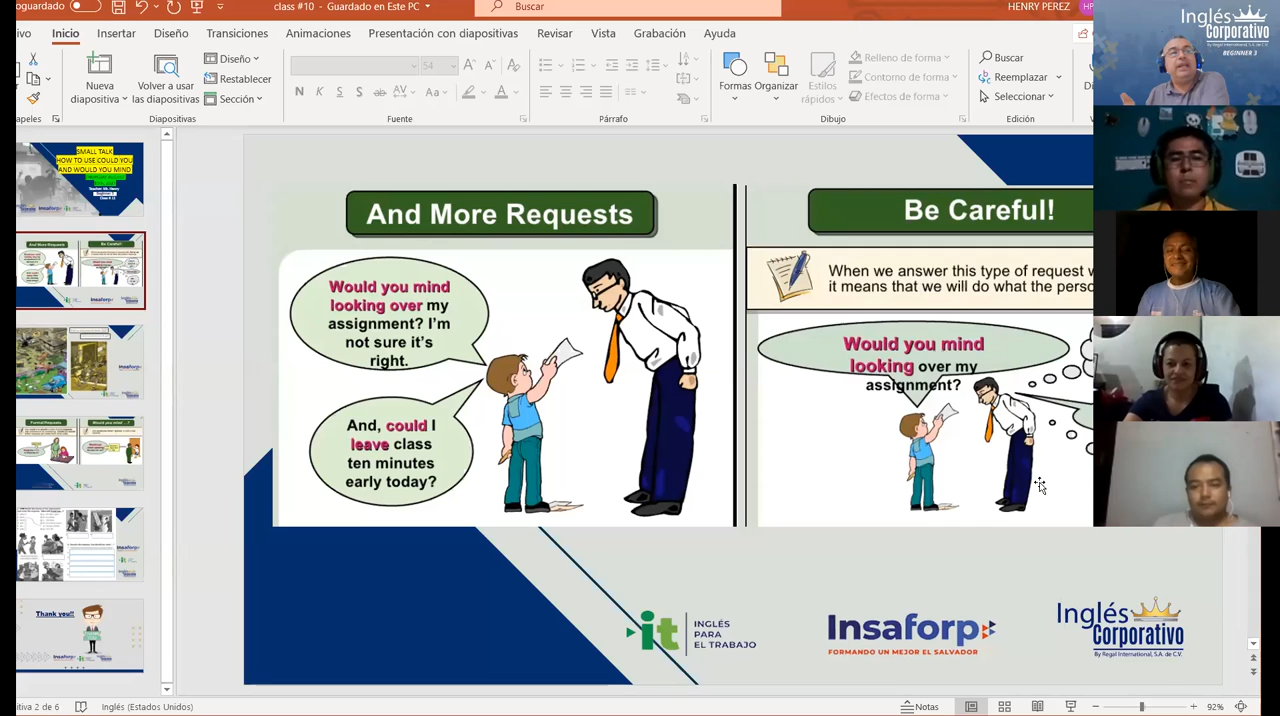 oguardado
class #10 - Guardado en Este PC
Buscar
HENRY PEREZ
HP
ivo Inicio Insertar Diseño Transiciones Animaciones Presentación con diapositivas Revisar Vista Grabación Ayuda
Nueva
diapositiva
Volver a usar
las diapositivas
Diseño
Restablecer
Sección
54
Formas
Organizar
Estilos
rápidos
Relleno de forma
Contorno de forma
Efectos de forma
Buscar
Reemplazar
Seleccionar
apeles
Diapositivas
Fuente
Párrafo
Dibujo
Edición
Inglés
Corporativo
By Regal International, S.A. de C.V.
BEGINNER 3
SMALL TALK
HOW TO USE COULD YOU
AND WOULD YOU MIND
Thank you!!
And More Requests
Would you mind
looking over my
assignment? I'm
not sure it's
right.
And, could I
leave class
ten minutes
early today?
Be Careful!
When we answer this type of request w
it means that we will do what the perso
Would you mind
looking over my
assignment?
it
INGLÉS
PARA
EL TRABAJO
Insaforp
FORMANDO UN MEJOR EL SALVADOR
Inglés
Corporativo
By Regal International, S.A. de C.V.
itiva 2 de 6
Inglés (Estados Unidos)
Notas
92%